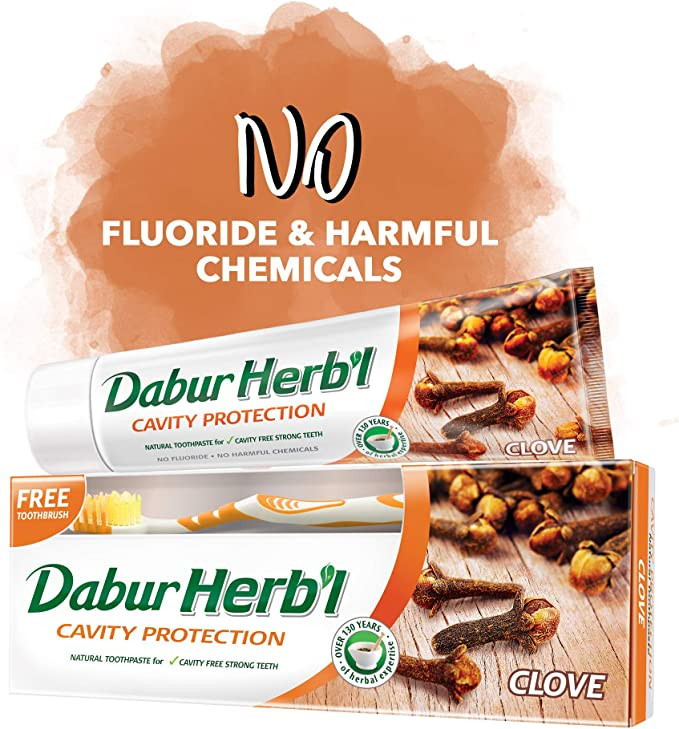 NO
FLUORIDE & HARMFUL
CHEMICALS
Dabur Herb'l
CAVITY PROTECTION
NATURAL TOOTHPASTE for ✓ CAVITY FREE STRONG TEETH
NO FLUORIDE • NO HARMFUL CHEMICALS
OVER 130 YEARS
of herbal expertise
CLOVE
FREE
TOOTHBRUSH
Dabur Herb'l
CAVITY PROTECTION
NATURAL TOOTHPASTE for ✓ CAVITY FREE STRONG TEETH
OVER 130 YEARS
of herbal expertise
CLOVE
CLOVE